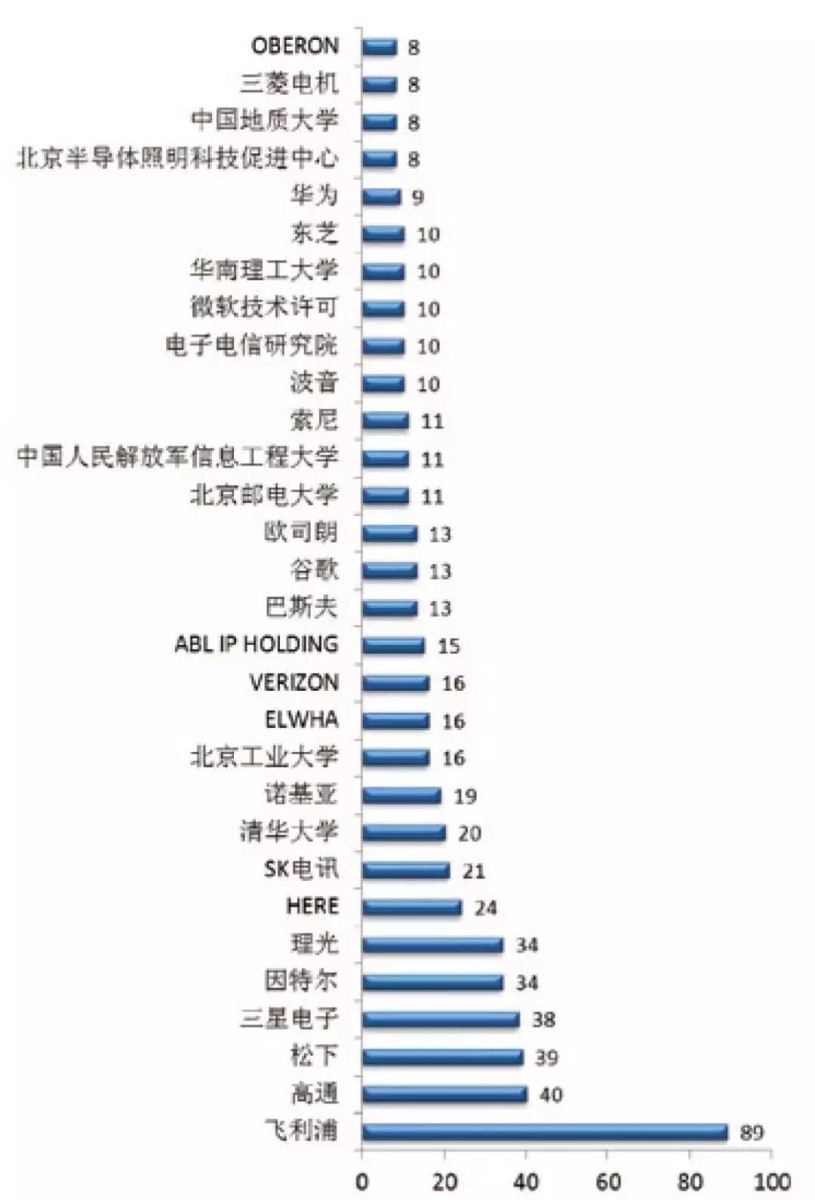 OBERON 8
三菱电机 8
中国地质大学 8
北京半导体照明科技促进中心 8
华为 9
东芝 10
华南理工大学 10
微软技术许可 10
电子电信研究院 10
波音 10
索尼 11
中国人民解放军信息工程大学 11
北京邮电大学 11
欧司朗 13
谷歌 13
巴斯夫 13
ABL IP HOLDING 15
VERIZON 16
ELWHA 16
北京工业大学 16
诺基亚 19
清华大学 20
SK电讯 21
HERE 24
理光 34
因特尔 34
三星电子 38
松下 39
高通 40
飞利浦 89
0 20 40 60 80 100